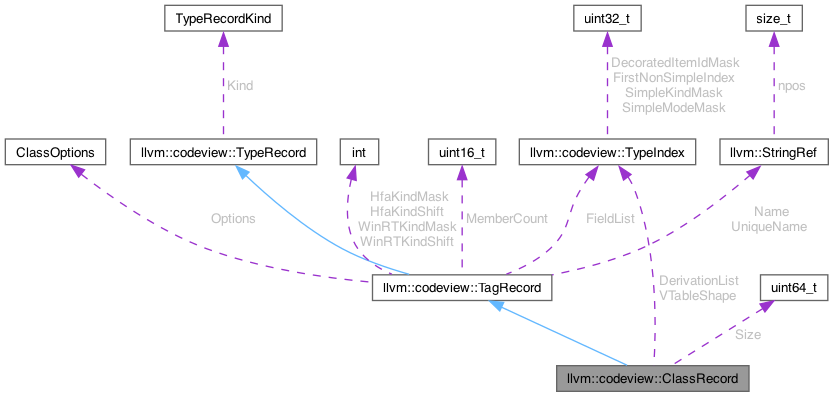 TypeRecordKind
uint32_t
size_t
Kind
DecoratedItemIdMask
FirstNonSimpleIndex
SimpleKindMask
SimpleModeMask
npos
ClassOptions
llvm::codeview::TypeRecord
int
uint16_t
llvm::codeview::TypeIndex
llvm::StringRef
Options
HfaKindMask
HfaKindShift
WinRTKindMask
WinRTKindShift
MemberCount
FieldList
Name
UniqueName
llvm::codeview::TagRecord
DerivationList
VTableShape
uint64_t
Size
llvm::codeview::ClassRecord